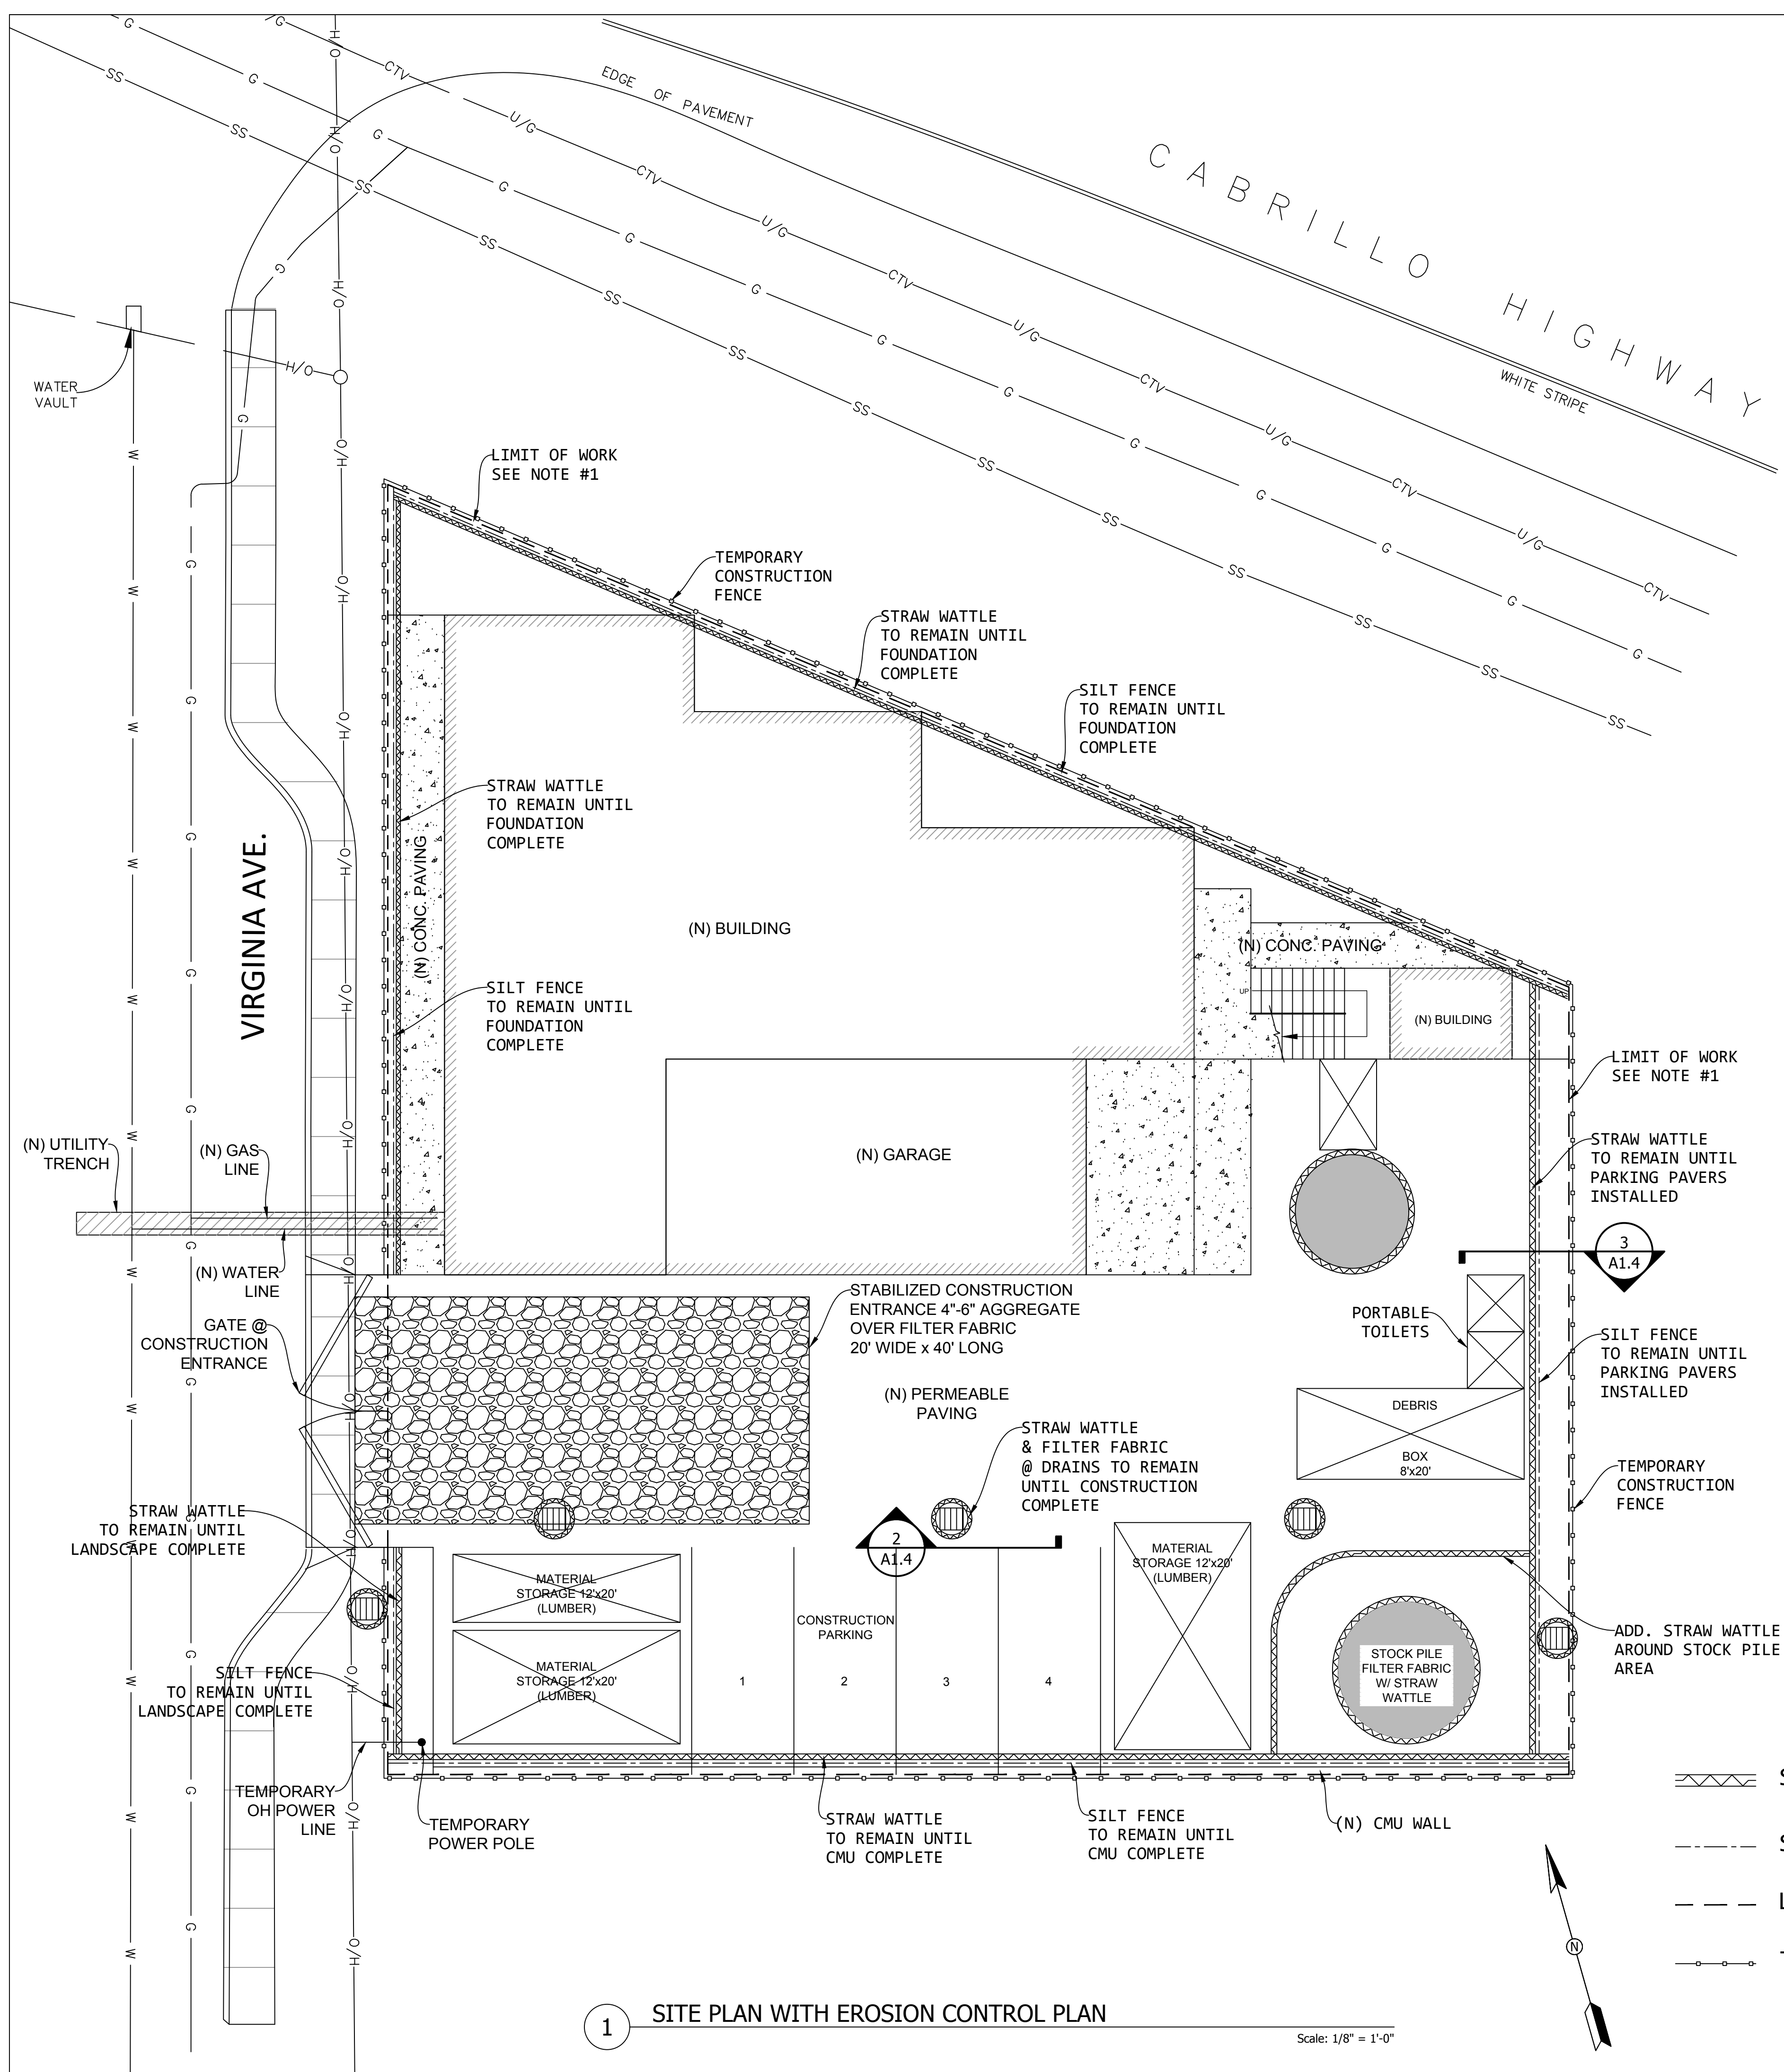 EDGE OF PAVEMENT
CABRILLO HIGHWAY
WHITE STRIPE
WATER
VAULT
LIMIT OF WORK
SEE NOTE #1
TEMPORARY
CONSTRUCTION
FENCE
STRAW WATTLE
TO REMAIN UNTIL
FOUNDATION
COMPLETE
SILT FENCE
TO REMAIN UNTIL
FOUNDATION
COMPLETE
STRAW WATTLE
TO REMAIN UNTIL
FOUNDATION
COMPLETE
VIRGINIA AVE.
(N) CONC. PAVING
(N) BUILDING
(N) CONC. PAVING
UP
(N) BUILDING
SILT FENCE
TO REMAIN UNTIL
FOUNDATION
COMPLETE
LIMIT OF WORK
SEE NOTE #1
(N) UTILITY
TRENCH
(N) GAS
LINE
(N) GARAGE
STRAW WATTLE
TO REMAIN UNTIL
PARKING PAVERS
INSTALLED
3
A1.4
(N) WATER
LINE
GATE @
CONSTRUCTION
ENTRANCE
STABILIZED CONSTRUCTION
ENTRANCE 4"-6" AGGREGATE
OVER FILTER FABRIC
20' WIDE x 40' LONG
PORTABLE
TOILETS
SILT FENCE
TO REMAIN UNTIL
PARKING PAVERS
INSTALLED
(N) PERMEABLE
PAVING
DEBRIS
BOX
8'x20'
STRAW WATTLE
& FILTER FABRIC
@ DRAINS TO REMAIN
UNTIL CONSTRUCTION
COMPLETE
TEMPORARY
CONSTRUCTION
FENCE
STRAW WATTLE
TO REMAIN UNTIL
LANDSCAPE COMPLETE
2
A1.4
MATERIAL
STORAGE 12'x20'
(LUMBER)
MATERIAL
STORAGE 12'x20'
(LUMBER)
CONSTRUCTION
PARKING
ADD. STRAW WATTLE
AROUND STOCK PILE
AREA
STOCK PILE
FILTER FABRIC
W/ STRAW
WATTLE
SILT FENCE
TO REMAIN UNTIL
LANDSCAPE COMPLETE
MATERIAL
STORAGE 12'x20'
(LUMBER)
1 2 3 4
TEMPORARY
OH POWER
LINE
TEMPORARY
POWER POLE
STRAW WATTLE
TO REMAIN UNTIL
CMU COMPLETE
SILT FENCE
TO REMAIN UNTIL
CMU COMPLETE
(N) CMU WALL
N
1
SITE PLAN WITH EROSION CONTROL PLAN
Scale: 1/8" = 1'-0"